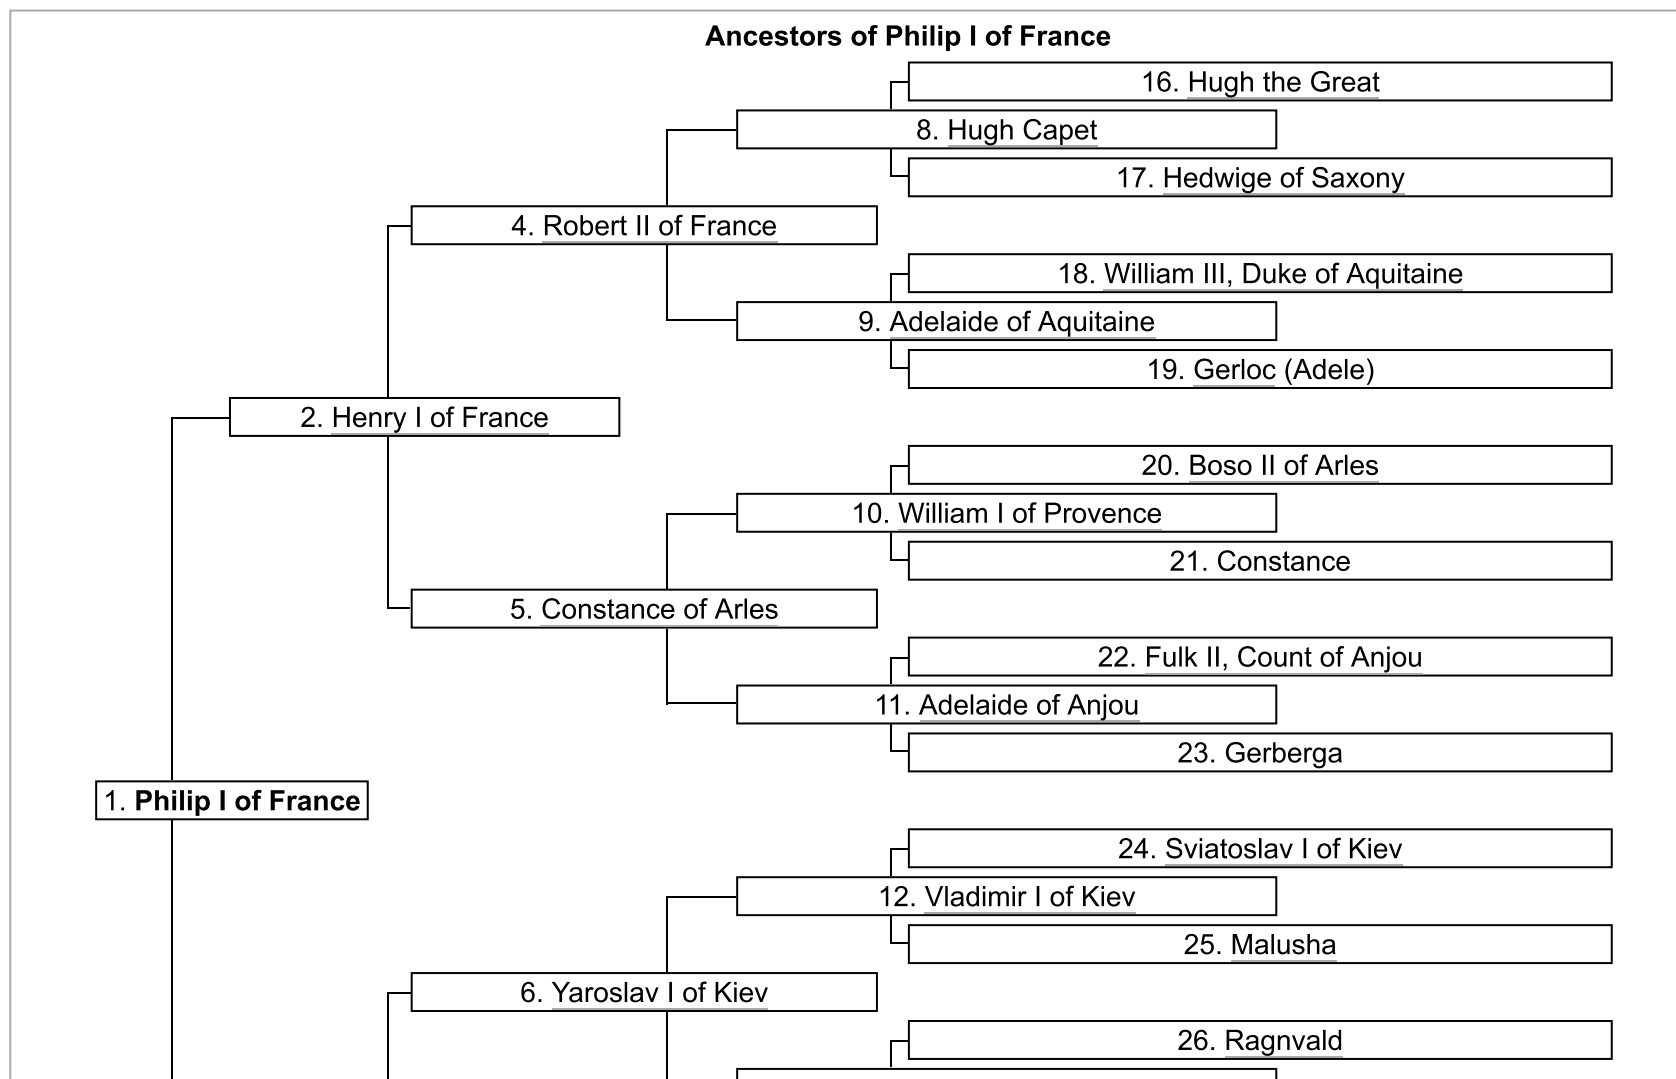 Ancestors of Philip I of France
16. Hugh the Great
8. Hugh Capet
17. Hedwige of Saxony
4. Robert II of France
18. William III, Duke of Aquitaine
9. Adelaide of Aquitaine
19. Gerloc (Adele)
2. Henry I of France
20. Boso II of Arles
10. William I of Provence
21. Constance
5. Constance of Arles
22. Fulk II, Count of Anjou
11. Adelaide of Anjou
23. Gerberga
1. Philip I of France
24. Sviatoslav I of Kiev
12. Vladimir I of Kiev
25. Malusha
6. Yaroslav I of Kiev
26. Ragnvald